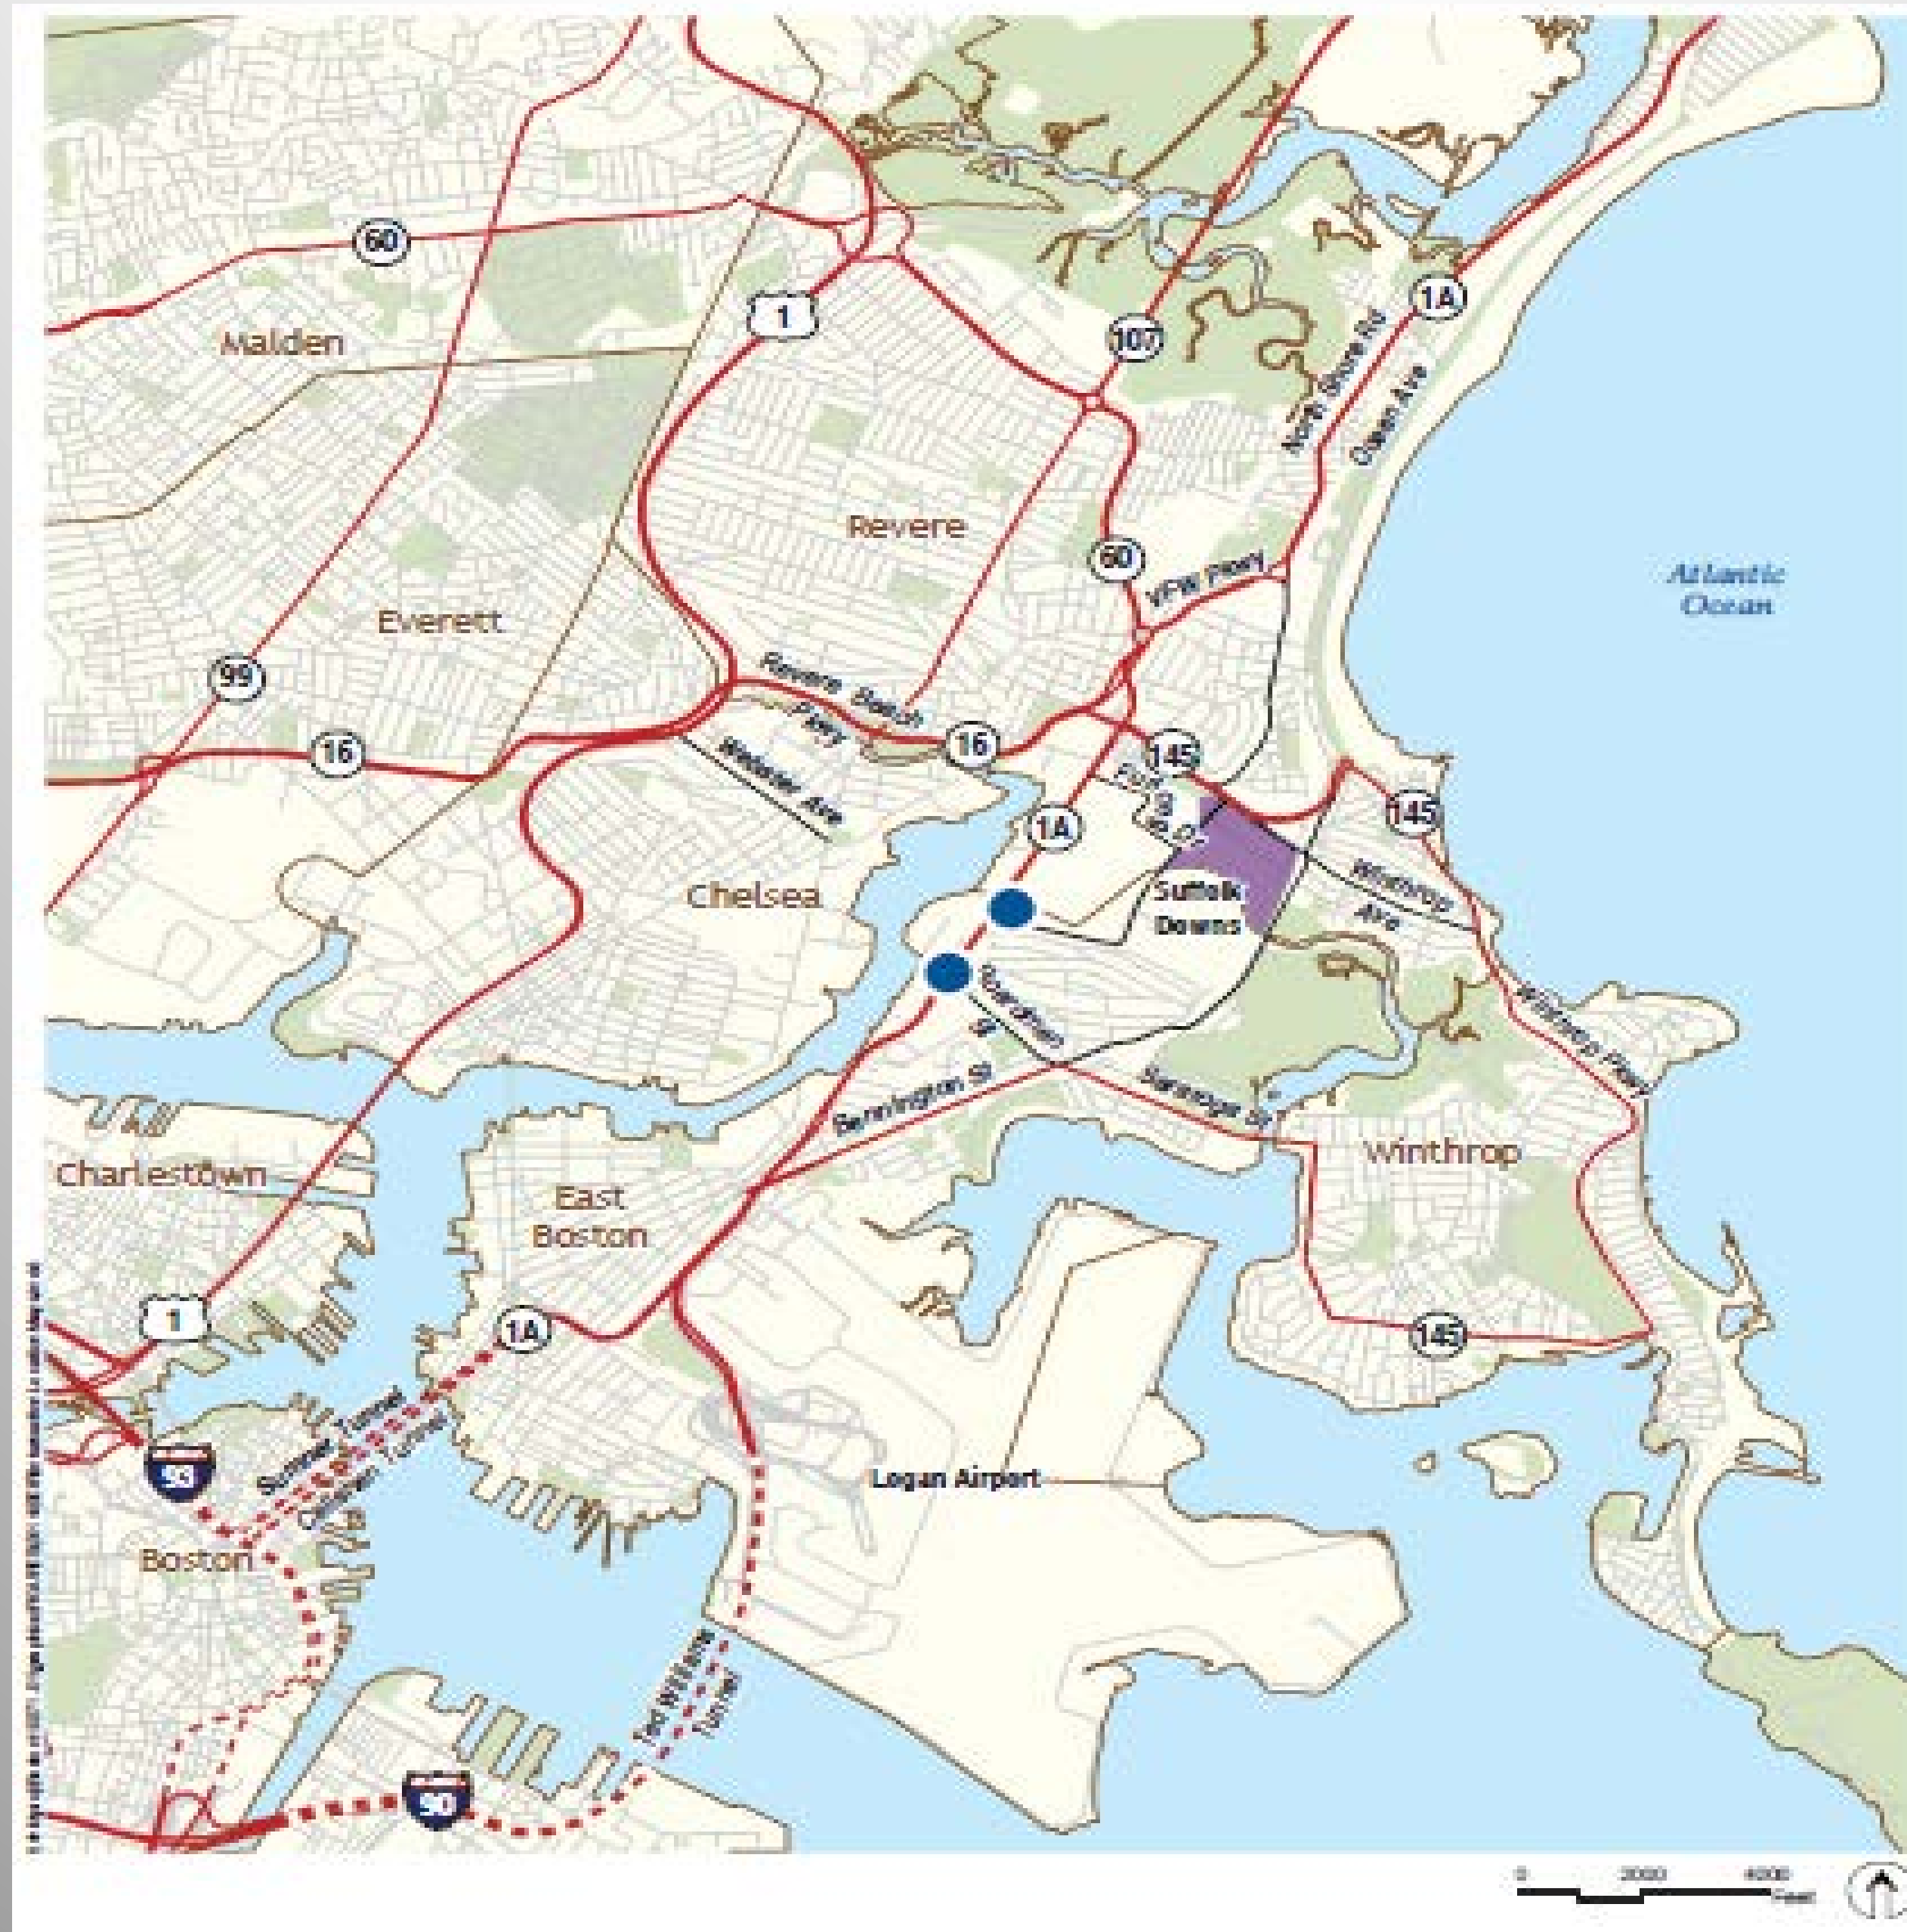 60
1
107
1A
Malden
North Shore Rd
Ocean Ave
Revere
60
VFW Pkwy
Atlantic
Ocean
Everett
99
Revere Beach
Pkwy
16
16
145
Webster Ave
1A
145
Chelsea
Suffolk
Downs
Winthrop
Ave
Boardman
St
Winthrop Pkwy
Bennington St
Saratoga St
Charlestown
Winthrop
East
Boston
1
1A
145
Sumner Tunnel
Callahan Tunnel
93
Logan Airport
Boston
Ted Williams
Tunnel
90
0 2000 4000
Feet